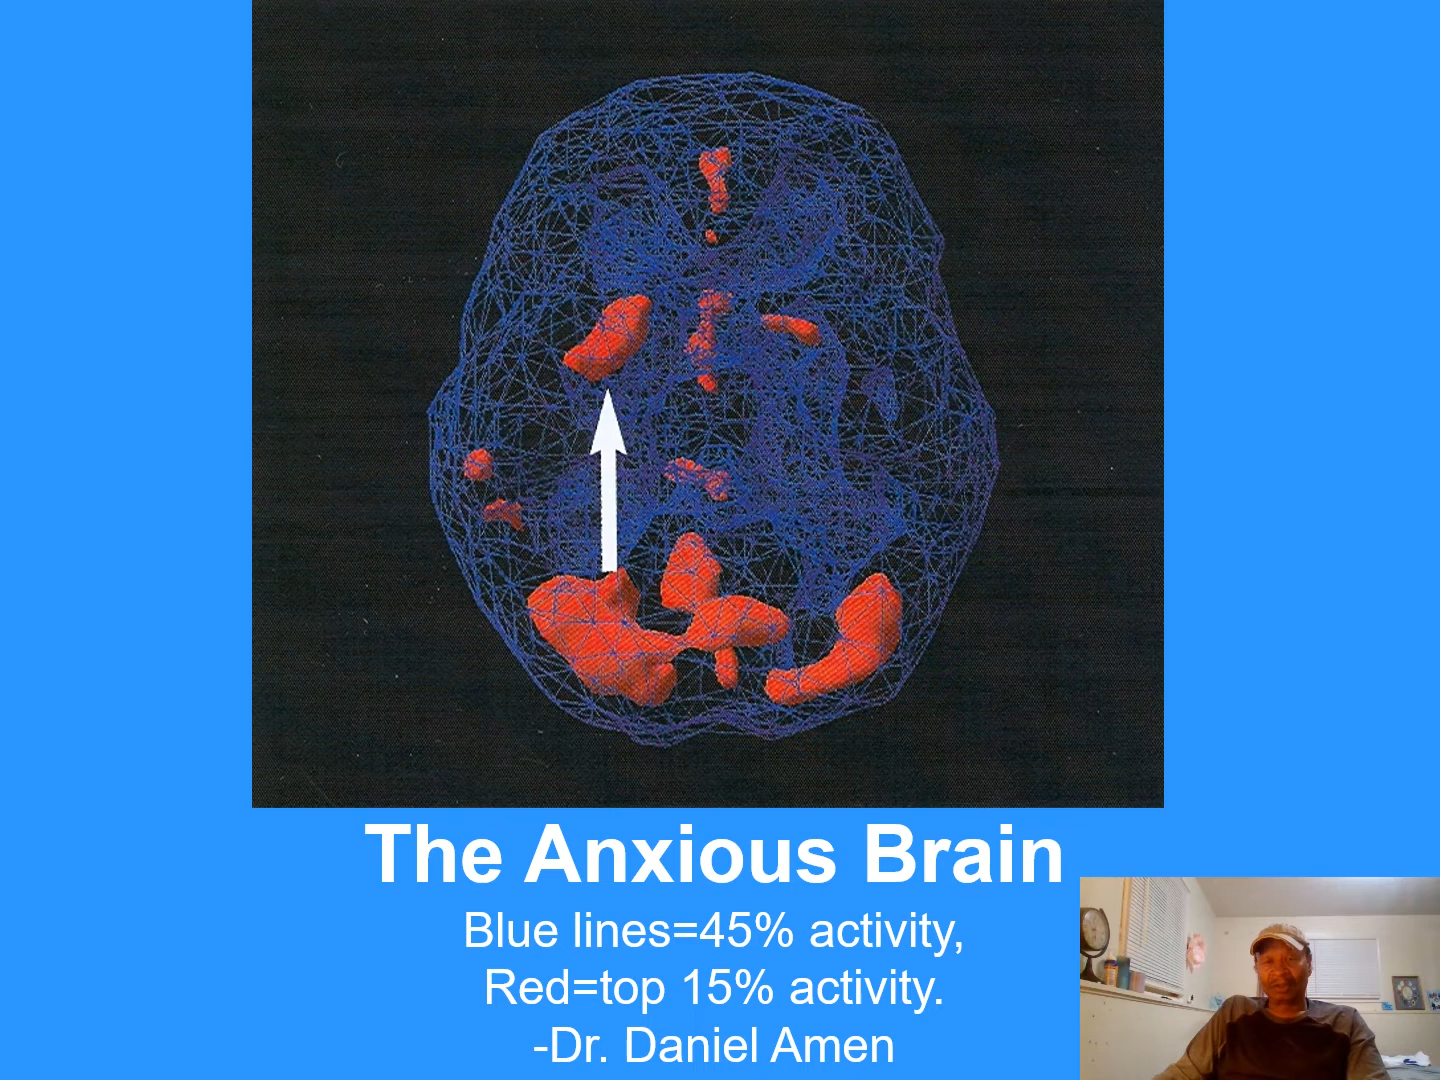 The Anxious Brain
Blue lines=45% activity,
Red=top 15% activity.
-Dr. Daniel Amen